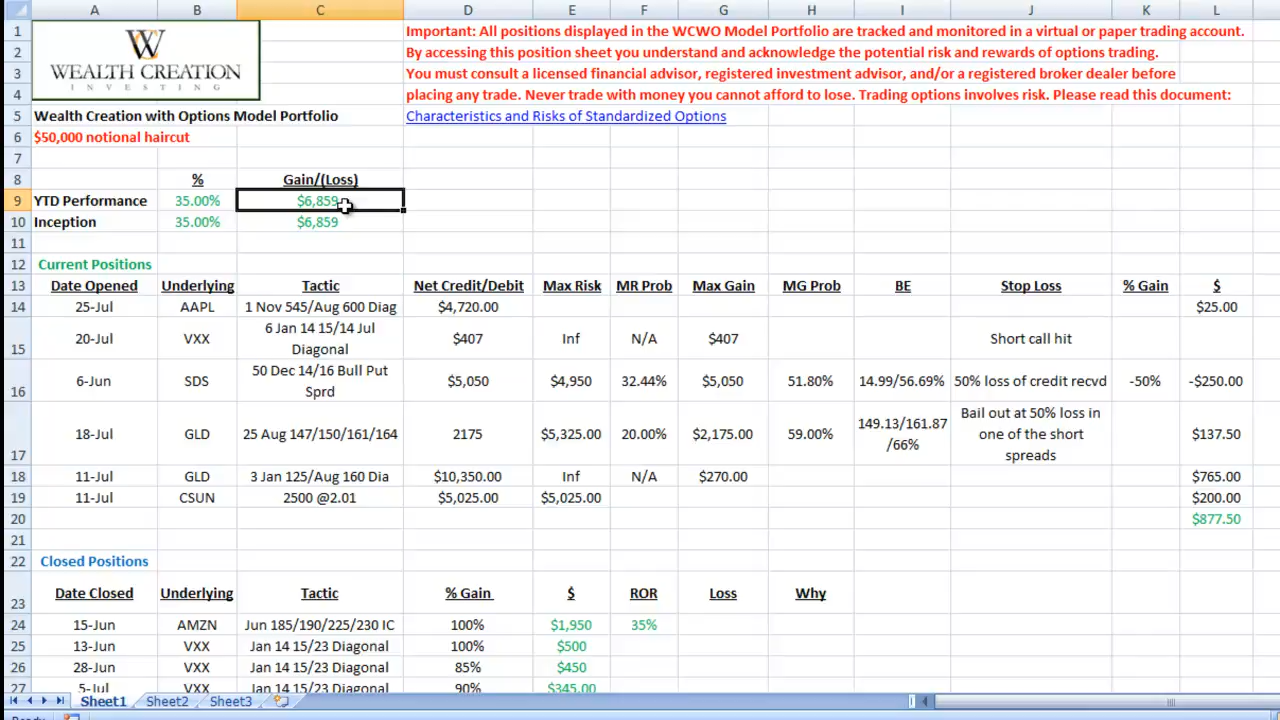 A B C D E F G H I J K L
1 Important: All positions displayed in the WCWO Model Portfolio are tracked and monitored in a virtual or paper trading account.
WC
2 By accessing this position sheet you understand and acknowledge the potential risk and rewards of options trading.
3 WEALTH CREATION You must consult a licensed financial advisor, registered investment advisor, and/or a registered broker dealer before
4 INVESTING placing any trade. Never trade with money you cannot afford to lose. Trading options involves risk. Please read this document:
5 Wealth Creation with Options Model Portfolio Characteristics and Risks of Standardized Options
6 $50,000 notional haircut
7
8 % Gain/(Loss)
9 YTD Performance 35.00% $6,859
10 Inception 35.00% $6,859
11
12 Current Positions
13 Date Opened Underlying Tactic Net Credit/Debit Max Risk MR Prob Max Gain MG Prob BE Stop Loss % Gain $
14 25-Jul AAPL 1 Nov 545/Aug 600 Diag $4,720.00 $25.00
15 20-Jul VXX 6 Jan 14 15/14 Jul Diagonal $407 Inf N/A $407 Short call hit
16 6-Jun SDS 50 Dec 14/16 Bull Put Sprd $5,050 $4,950 32.44% $5,050 51.80% 14.99/56.69% 50% loss of credit recvd -50% -$250.00
17 18-Jul GLD 25 Aug 147/150/161/164 2175 $5,325.00 20.00% $2,175.00 59.00% 149.13/161.87/66% Bail out at 50% loss in one of the short spreads $137.50
18 11-Jul GLD 3 Jan 125/Aug 160 Dia $10,350.00 Inf N/A $270.00 $765.00
19 11-Jul CSUN 2500 @2.01 $5,025.00 $5,025.00 $200.00
20 $877.50
21
22 Closed Positions
23 Date Closed Underlying Tactic % Gain $ ROR Loss Why
24 15-Jun AMZN Jun 185/190/225/230 IC 100% $1,950 35%
25 13-Jun VXX Jan 14 15/23 Diagonal 100% $500
26 28-Jun VXX Jan 14 15/23 Diagonal 85% $450
27 5-Jul VXX Jan 14 15/23 Diagonal 90% $345.00
Sheet1 Sheet2 Sheet3